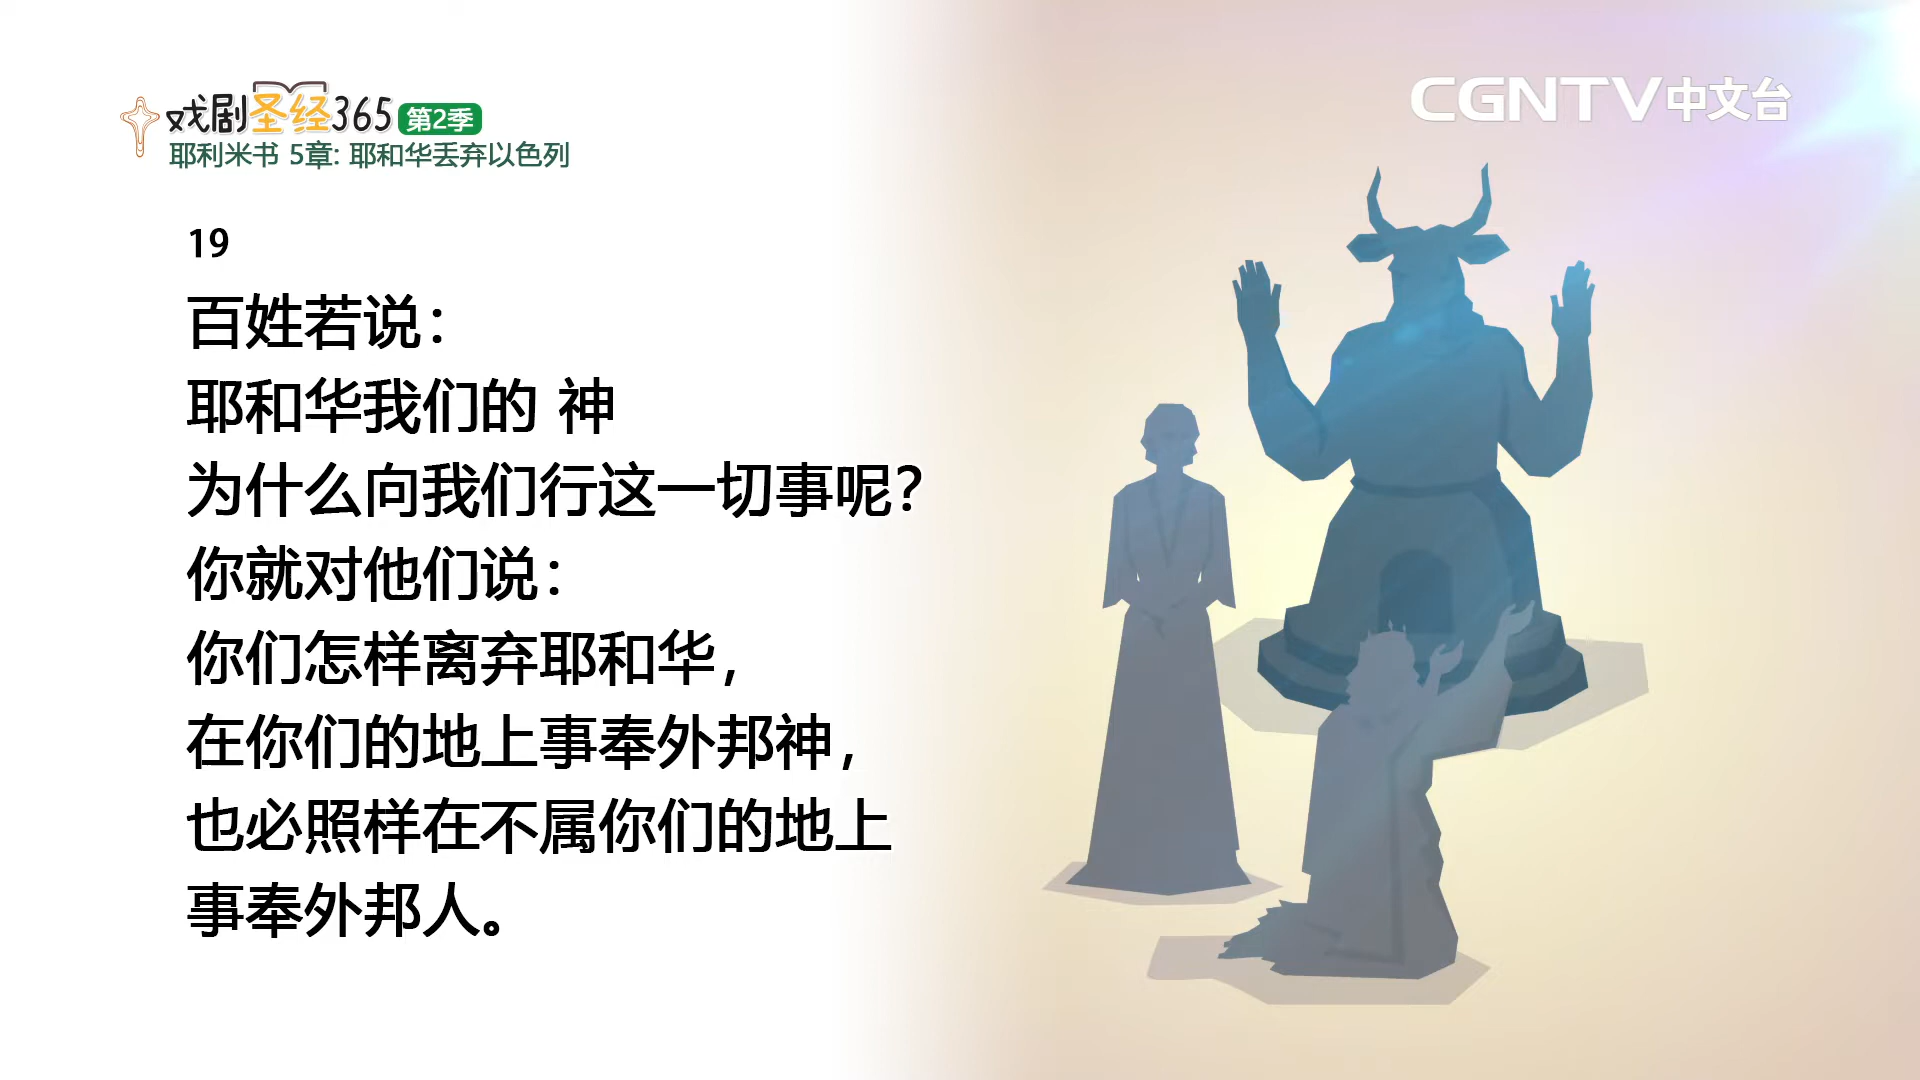 戏剧圣经365 第2季
耶利米书 5章: 耶和华丢弃以色列
CGNTV中文台
19
百姓若说：
耶和华我们的 神
为什么向我们行这一切事呢？
你就对他们说：
你们怎样离弃耶和华，
在你们的地上事奉外邦神，
也必照样在不属你们的地上
事奉外邦人。